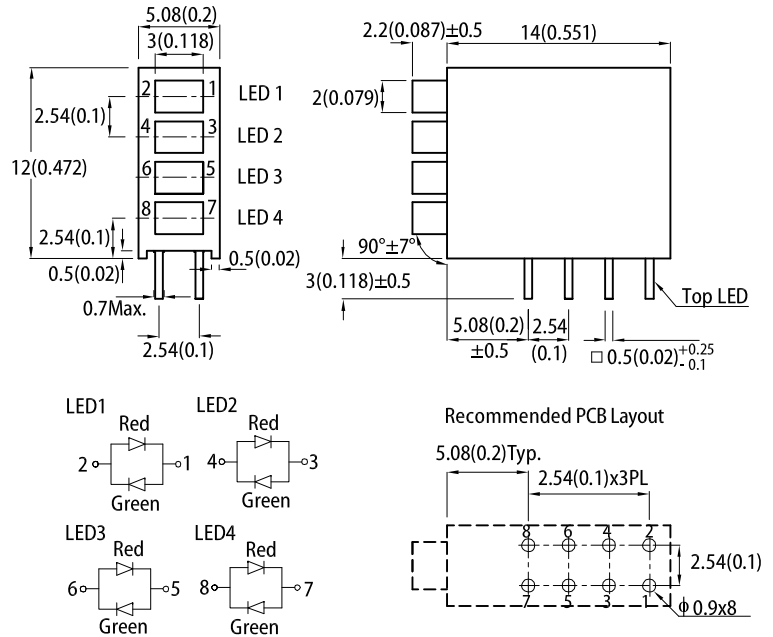 5.08(0.2)
3(0.118)
2 1 LED 1
2.54(0.1)
4 3 LED 2
12(0.472)
6 5 LED 3
8 7 LED 4
2.54(0.1)
0.5(0.02)
0.5(0.02)
0.7Max.
2.54(0.1)
2.2(0.087)±0.5
14(0.551)
2(0.079)
90°±7°
3(0.118)±0.5
Top LED
5.08(0.2)
±0.5
2.54
(0.1)
□ 0.5(0.02)+0.25
-0.1
LED1
Red
2 1
Green
LED2
Red
4 3
Green
LED3
Red
6 5
Green
LED4
Red
8 7
Green
Recommended PCB Layout
5.08(0.2)Typ.
2.54(0.1)x3PL
8 6 4 2
2.54(0.1)
7 5 3 1
ϕ 0.9x8